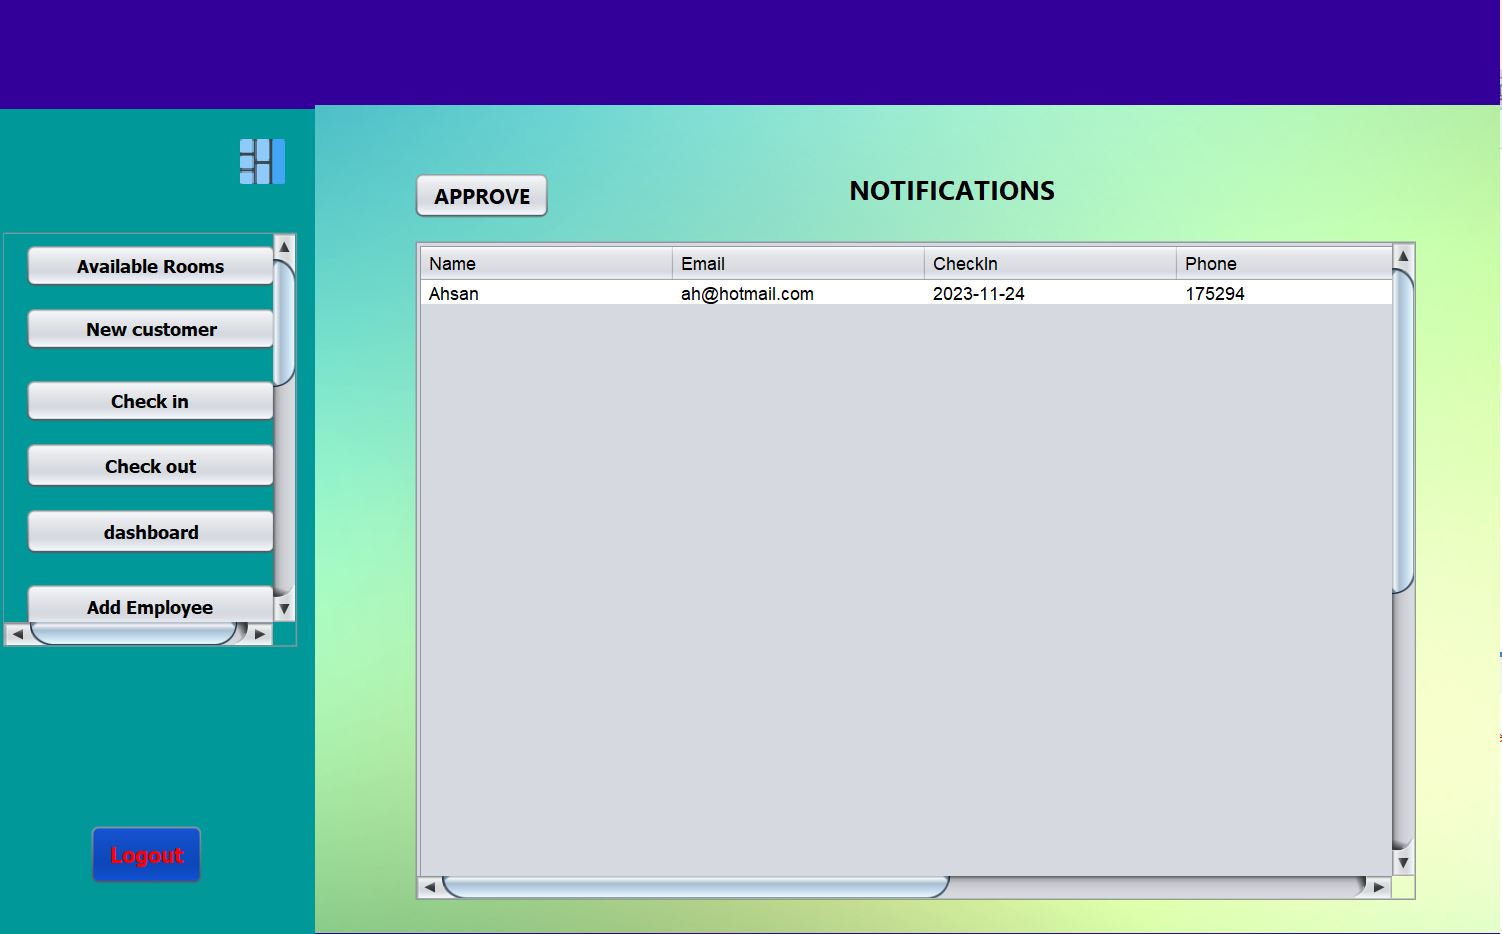 Available Rooms
New customer
Check in
Check out
dashboard
Add Employee
Logout
APPROVE
NOTIFICATIONS
Name Email CheckIn Phone
Ahsan ah@hotmail.com 2023-11-24 175294